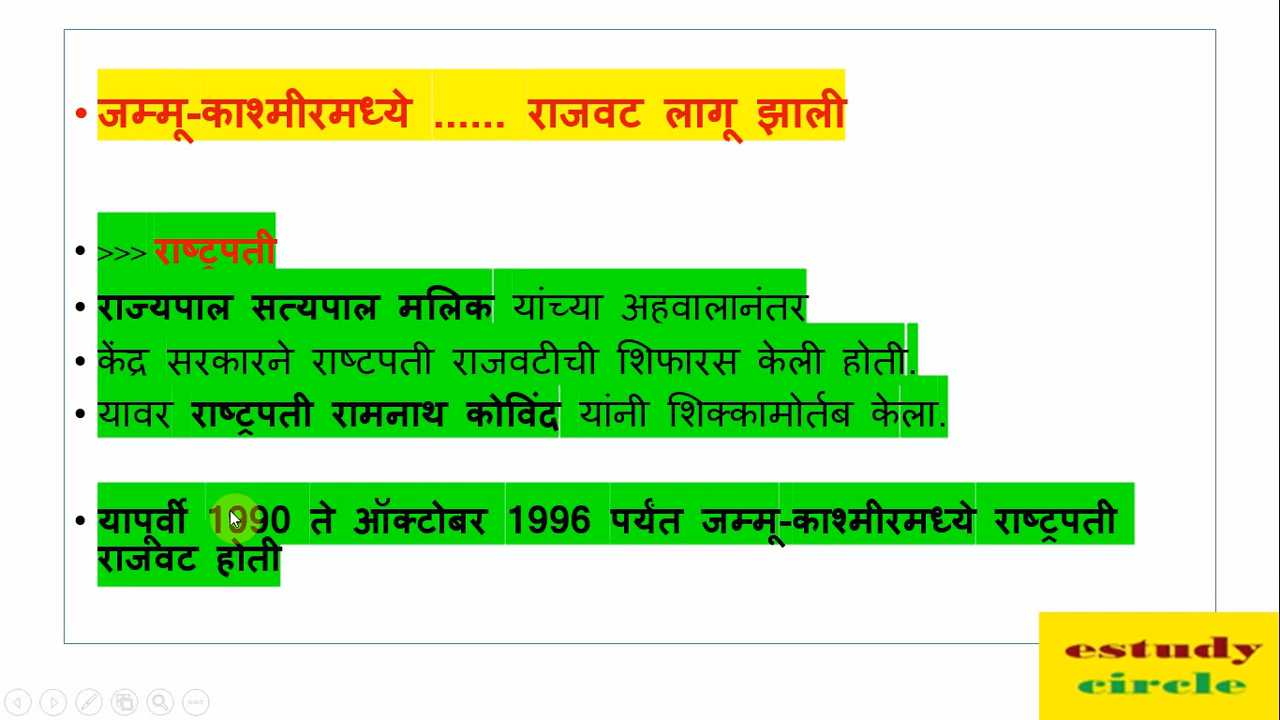 जम्मू-काश्मीरमध्ये ...... राजवट लागू झाली
>>> राष्ट्रपती
राज्यपाल सत्यपाल मलिक यांच्या अहवालानंतर
केंद्र सरकारने राष्टपती राजवटीची शिफारस केली होती.
यावर राष्ट्रपती रामनाथ कोविंद यांनी शिक्कामोर्तब केला.
यापूर्वी 1990 ते ऑक्टोबर 1996 पर्यंत जम्मू-काश्मीरमध्ये राष्ट्रपती
राजवट होती
estudy
circle